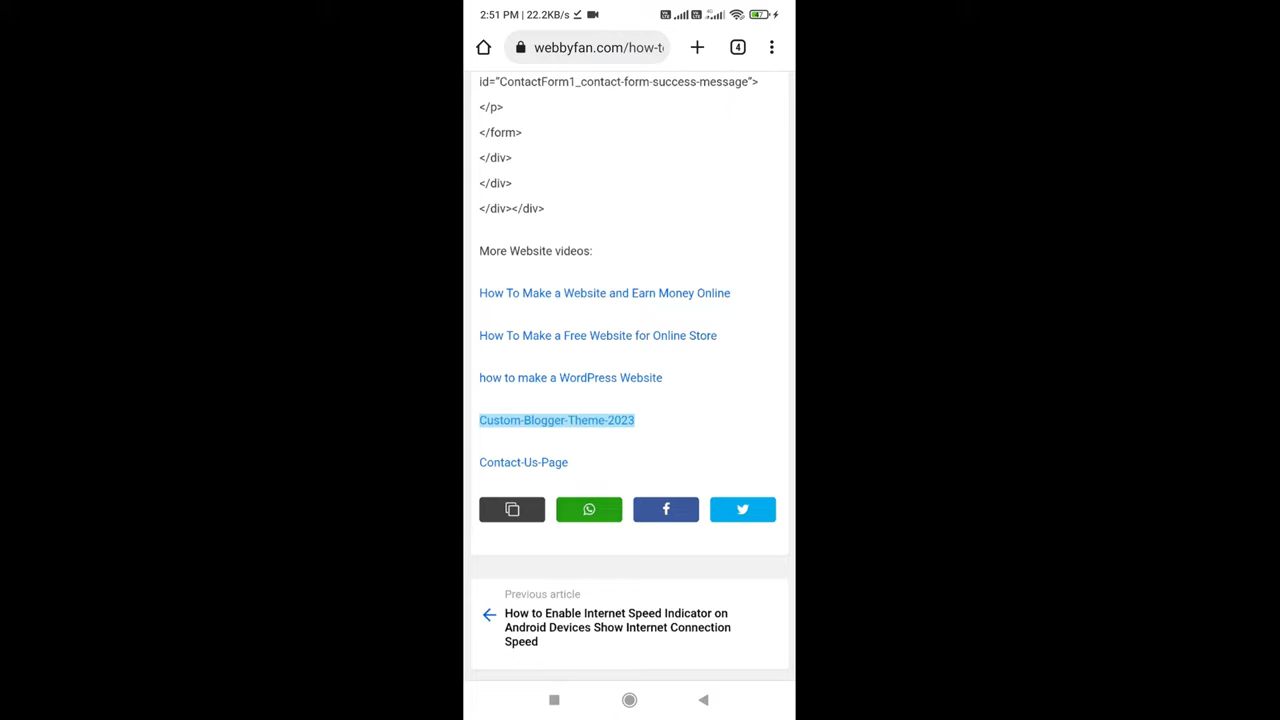 2:51 PM | 22.2KB/s
4G
47
webbyfan.com/how-t
4
id="ContactForm1_contact-form-success-message">
</p>
</form>
</div>
</div>
</div></div>
More Website videos:
How To Make a Website and Earn Money Online
How To Make a Free Website for Online Store
how to make a WordPress Website
Custom-Blogger-Theme-2023
Contact-Us-Page
Previous article
How to Enable Internet Speed Indicator on
Android Devices Show Internet Connection
Speed